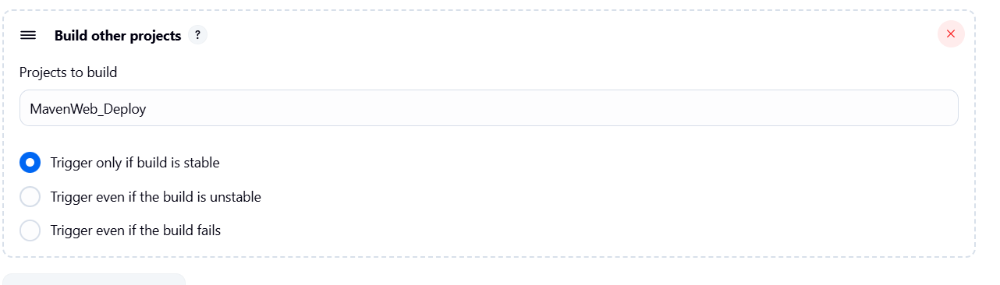 Build other projects ?
Projects to build
MavenWeb_Deploy
Trigger only if build is stable
Trigger even if the build is unstable
Trigger even if the build fails